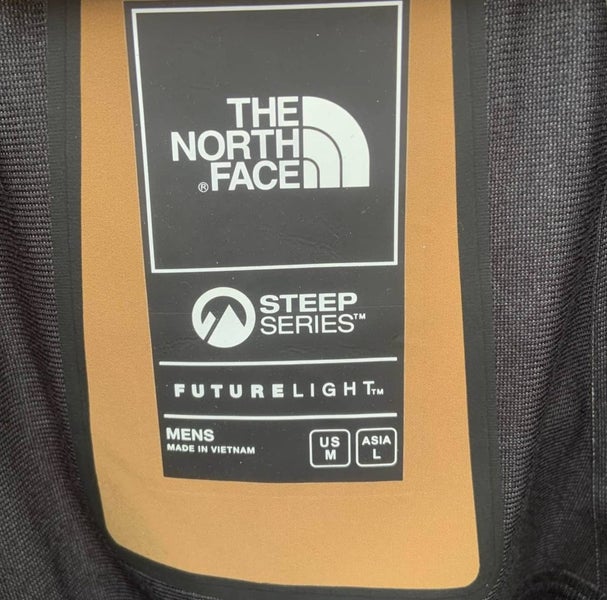 THE
NORTH
® FACE
STEEP
SERIES™
FUTURELIGHT™
MENS
MADE IN VIETNAM
US
M
ASIA
L